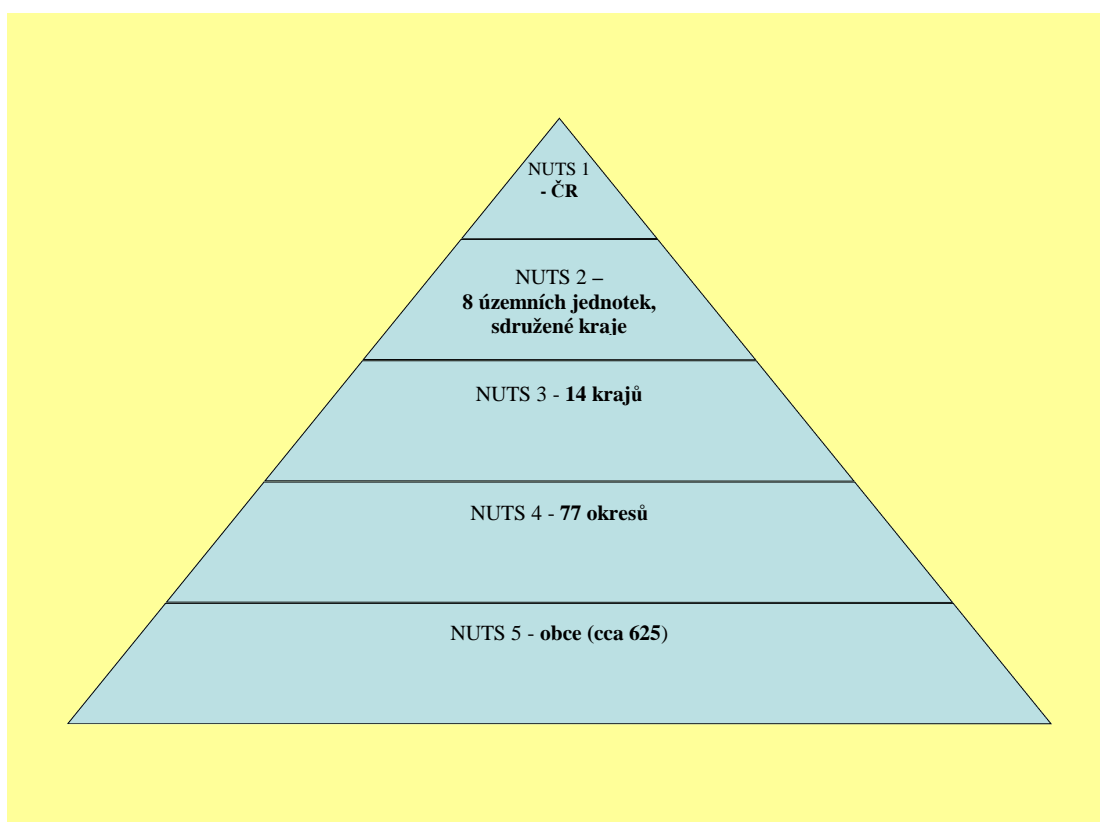 NUTS 1
- ČR
NUTS 2 –
8 územních jednotek,
sdružené kraje
NUTS 3 - 14 krajů
NUTS 4 - 77 okresů
NUTS 5 - obce (cca 625)